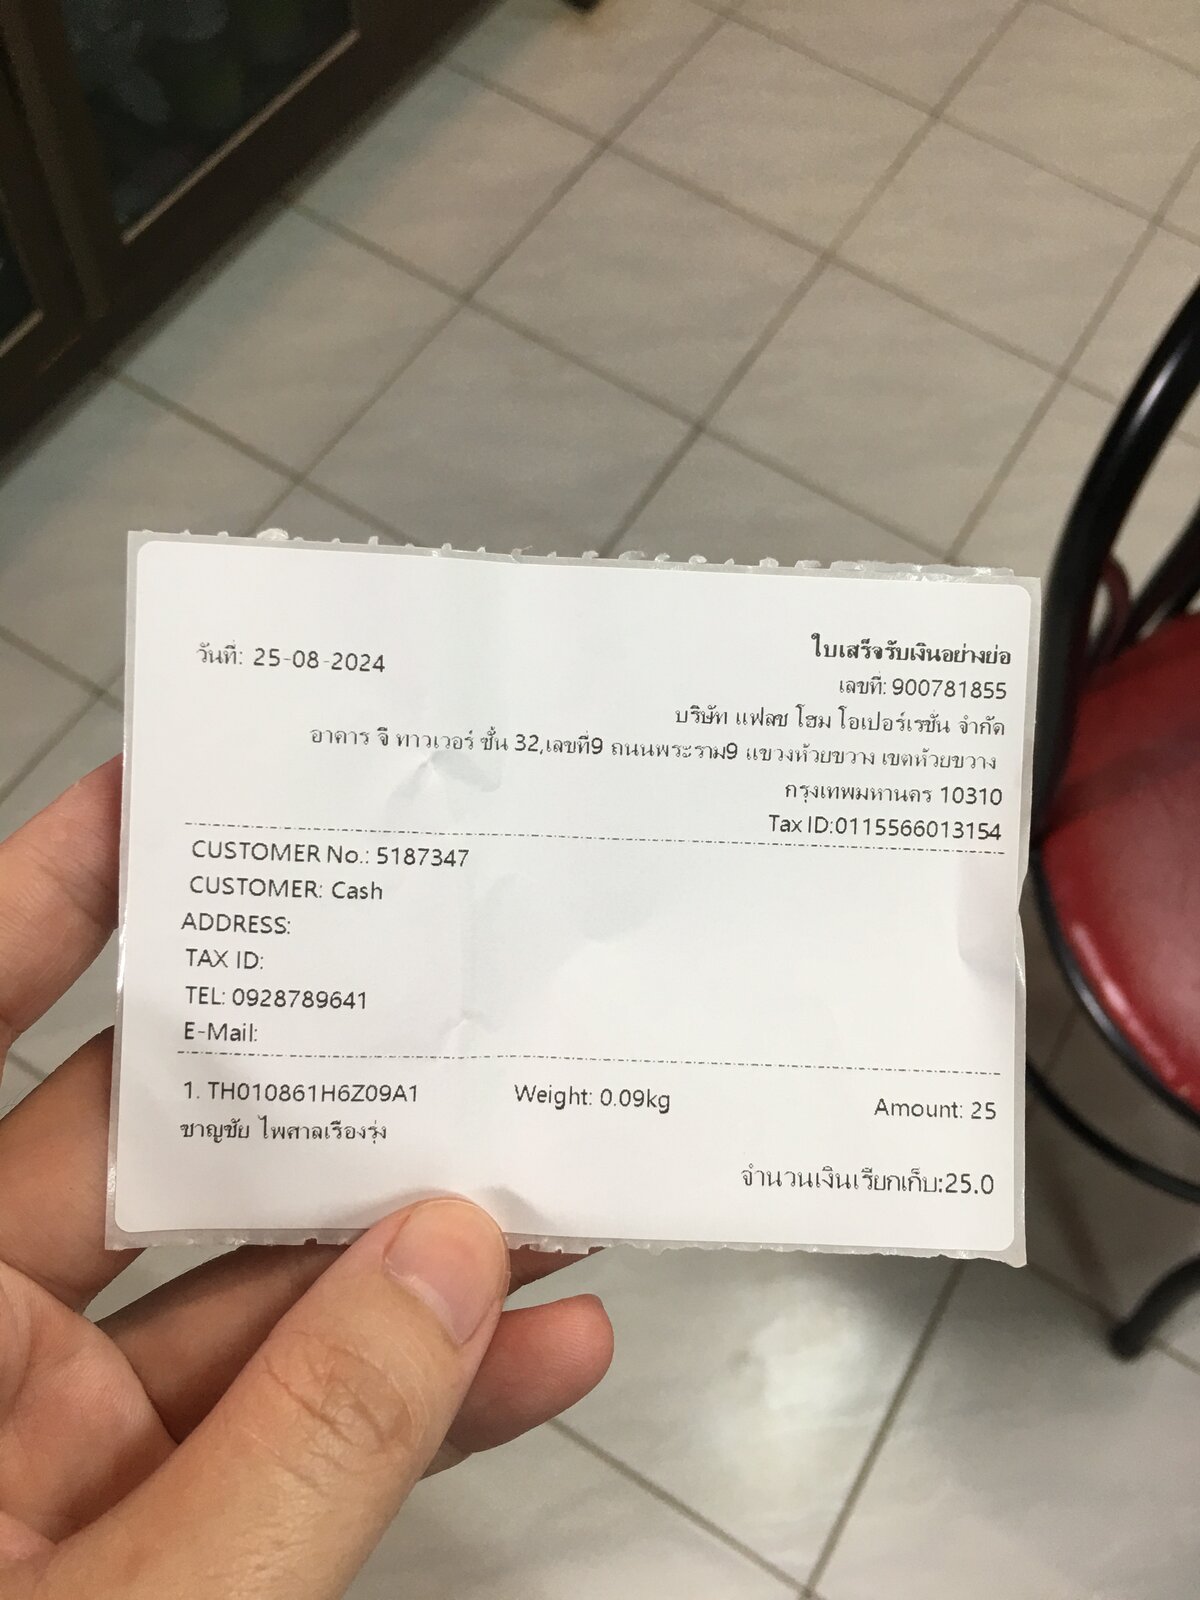 วันที่: 25-08-2024
ใบเสร็จรับเงินอย่างย่อ
เลขที่: 900781855
บริษัท แฟลช โฮม โอเปอร์เรชั่น จำกัด
อาคาร จี ทาวเวอร์ ชั้น 32,เลขที่9 ถนนพระราม9 แขวงห้วยขวาง เขตห้วยขวาง
กรุงเทพมหานคร 10310
Tax ID:0115566013154
CUSTOMER No.: 5187347
CUSTOMER: Cash
ADDRESS:
TAX ID:
TEL: 0928789641
E-Mail:
1. TH010861H6Z09A1 Weight: 0.09kg Amount: 25
ชาญชัย ไพศาลเรืองรุ่ง
จำนวนเงินเรียกเก็บ:25.0